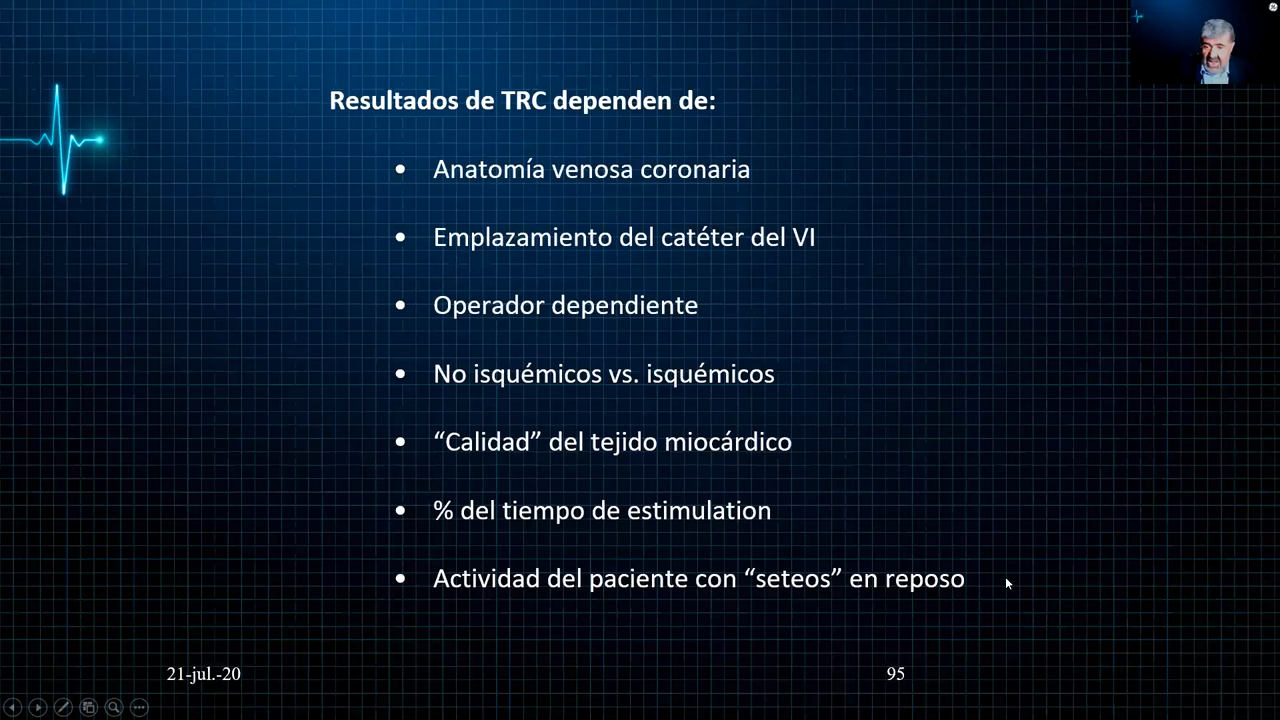 Resultados de TRC dependen de:
• Anatomía venosa coronaria
• Emplazamiento del catéter del VI
• Operador dependiente
• No isquémicos vs. isquémicos
• “Calidad” del tejido miocárdico
• % del tiempo de estimulation
• Actividad del paciente con “seteos” en reposo
21-jul.-20
95